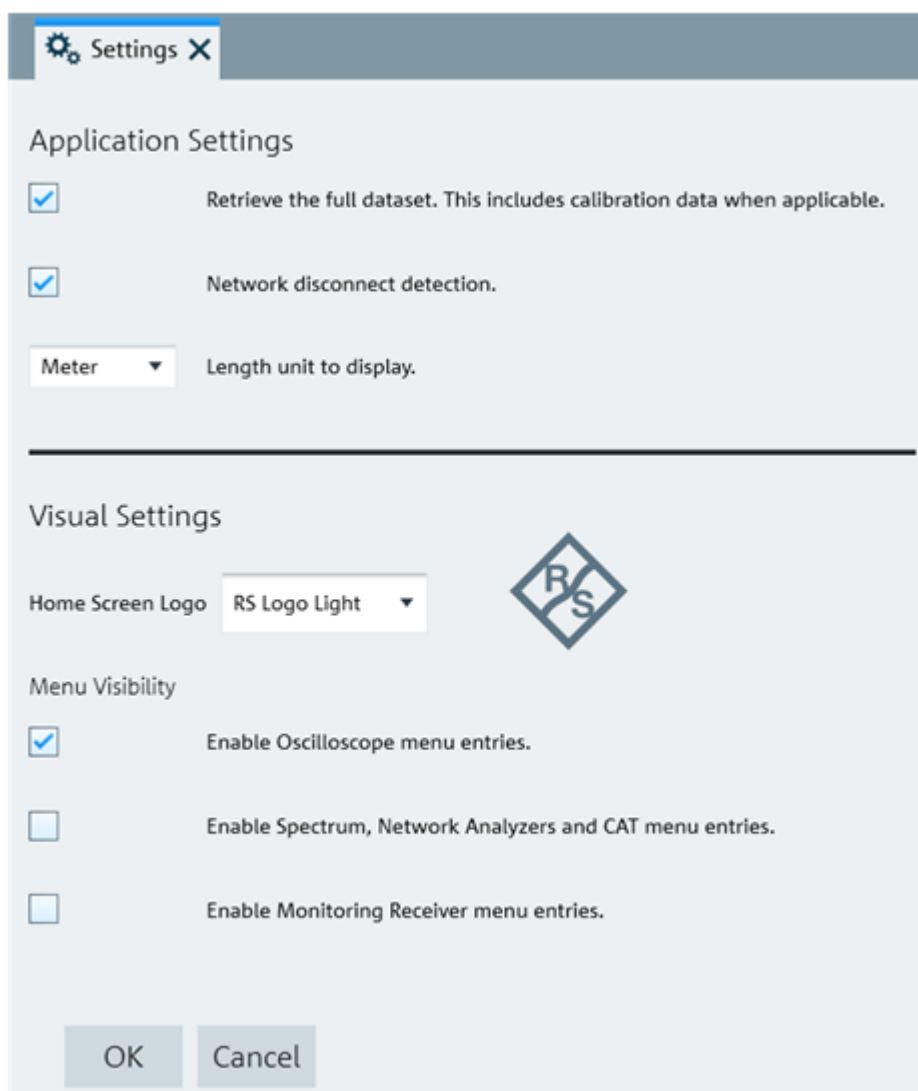 Settings
Application Settings
Retrieve the full dataset. This includes calibration data when applicable.
Network disconnect detection.
Meter Length unit to display.
Visual Settings
Home Screen Logo RS Logo Light R S
Menu Visibility
Enable Oscilloscope menu entries.
Enable Spectrum, Network Analyzers and CAT menu entries.
Enable Monitoring Receiver menu entries.
OK Cancel